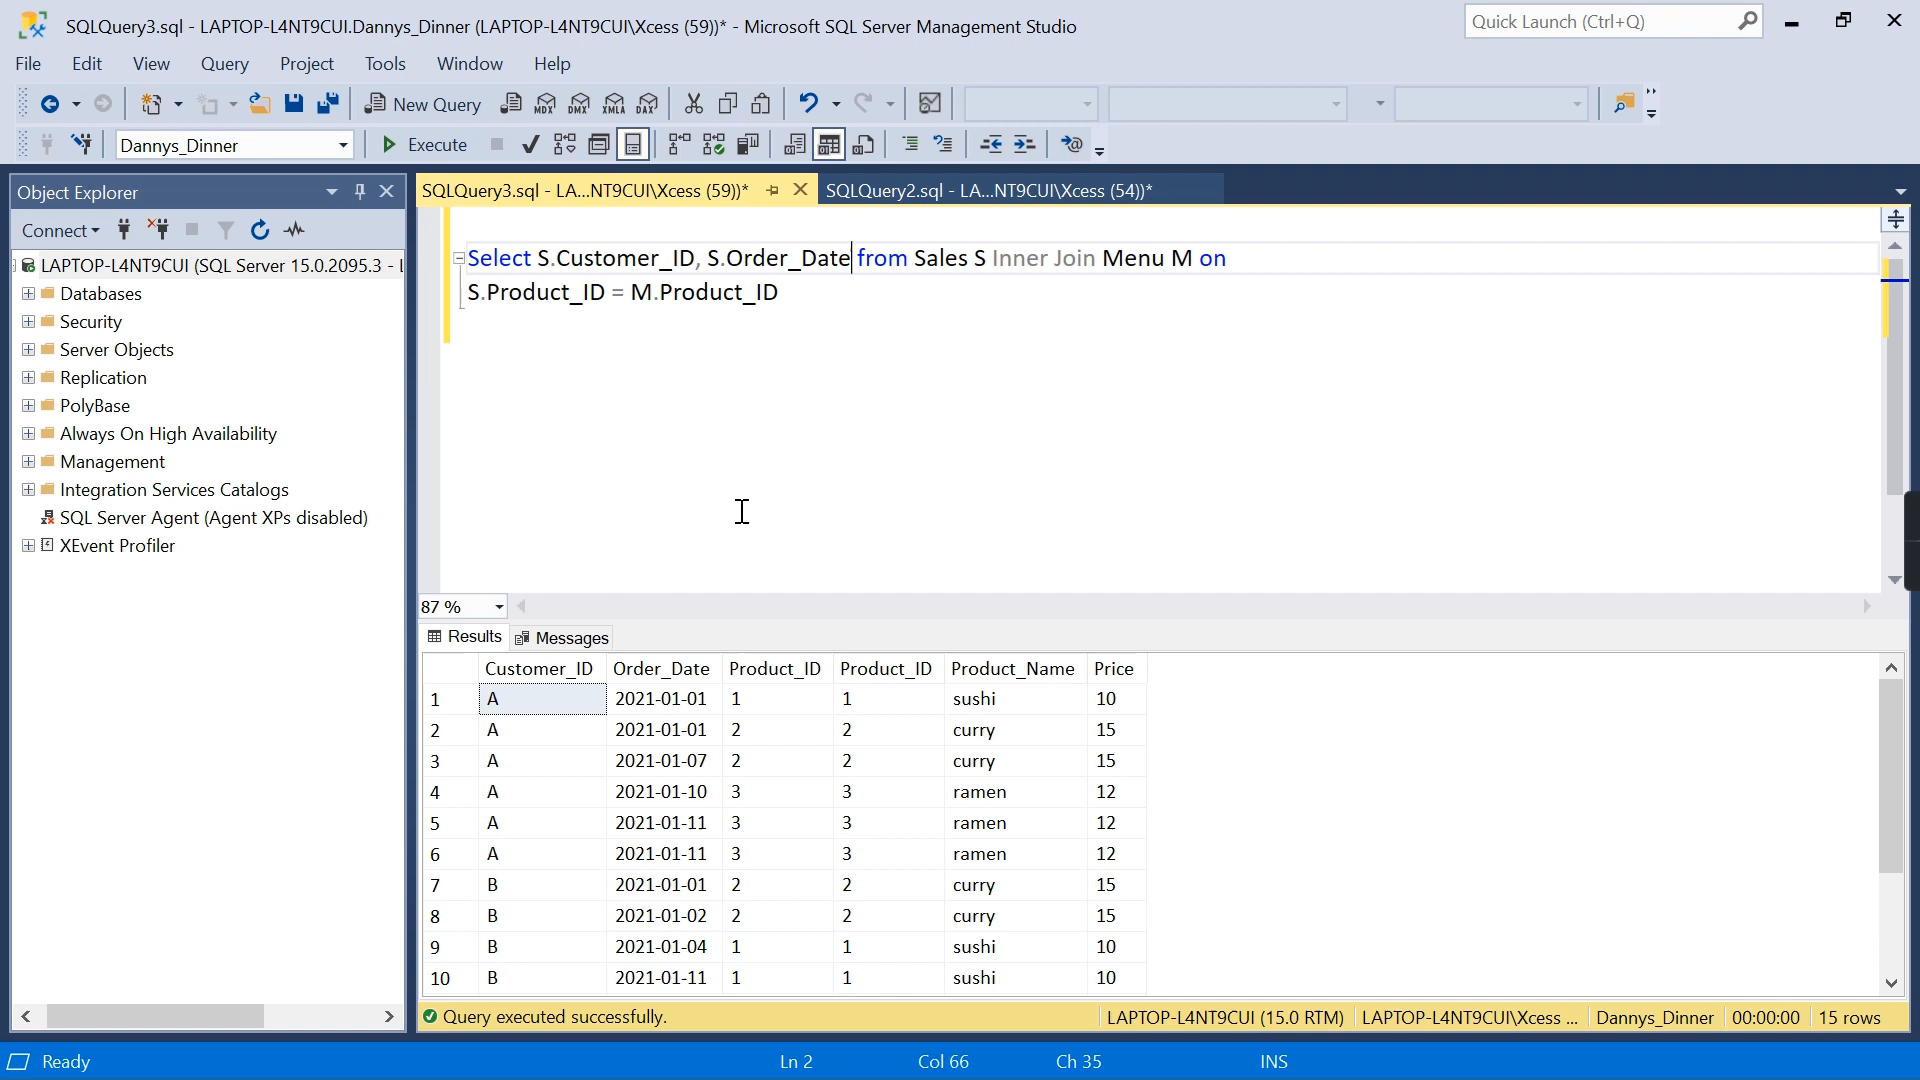 SQLQuery3.sql - LAPTOP-L4NT9CUI.Dannys_Dinner (LAPTOP-L4NT9CUI\Xcess (59))* - Microsoft SQL Server Management Studio
Quick Launch (Ctrl+Q)
File Edit View Query Project Tools Window Help
New Query MDX DMX XMLA DAX
Dannys_Dinner Execute
Object Explorer
SQLQuery3.sql - LA...NT9CUI\Xcess (59))* SQLQuery2.sql - LA...NT9CUI\Xcess (54))*
Connect
LAPTOP-L4NT9CUI (SQL Server 15.0.2095.3 - L
Databases
Security
Server Objects
Replication
PolyBase
Always On High Availability
Management
Integration Services Catalogs
SQL Server Agent (Agent XPs disabled)
XEvent Profiler
Select S.Customer_ID, S.Order_Date from Sales S Inner Join Menu M on
S.Product_ID = M.Product_ID
87 %
Results Messages
Customer_ID Order_Date Product_ID Product_ID Product_Name Price
1 A 2021-01-01 1 1 sushi 10
2 A 2021-01-01 2 2 curry 15
3 A 2021-01-07 2 2 curry 15
4 A 2021-01-10 3 3 ramen 12
5 A 2021-01-11 3 3 ramen 12
6 A 2021-01-11 3 3 ramen 12
7 B 2021-01-01 2 2 curry 15
8 B 2021-01-02 2 2 curry 15
9 B 2021-01-04 1 1 sushi 10
10 B 2021-01-11 1 1 sushi 10
Query executed successfully. LAPTOP-L4NT9CUI (15.0 RTM) LAPTOP-L4NT9CUI\Xcess ... Dannys_Dinner 00:00:00 15 rows
Ready Ln 2 Col 66 Ch 35 INS